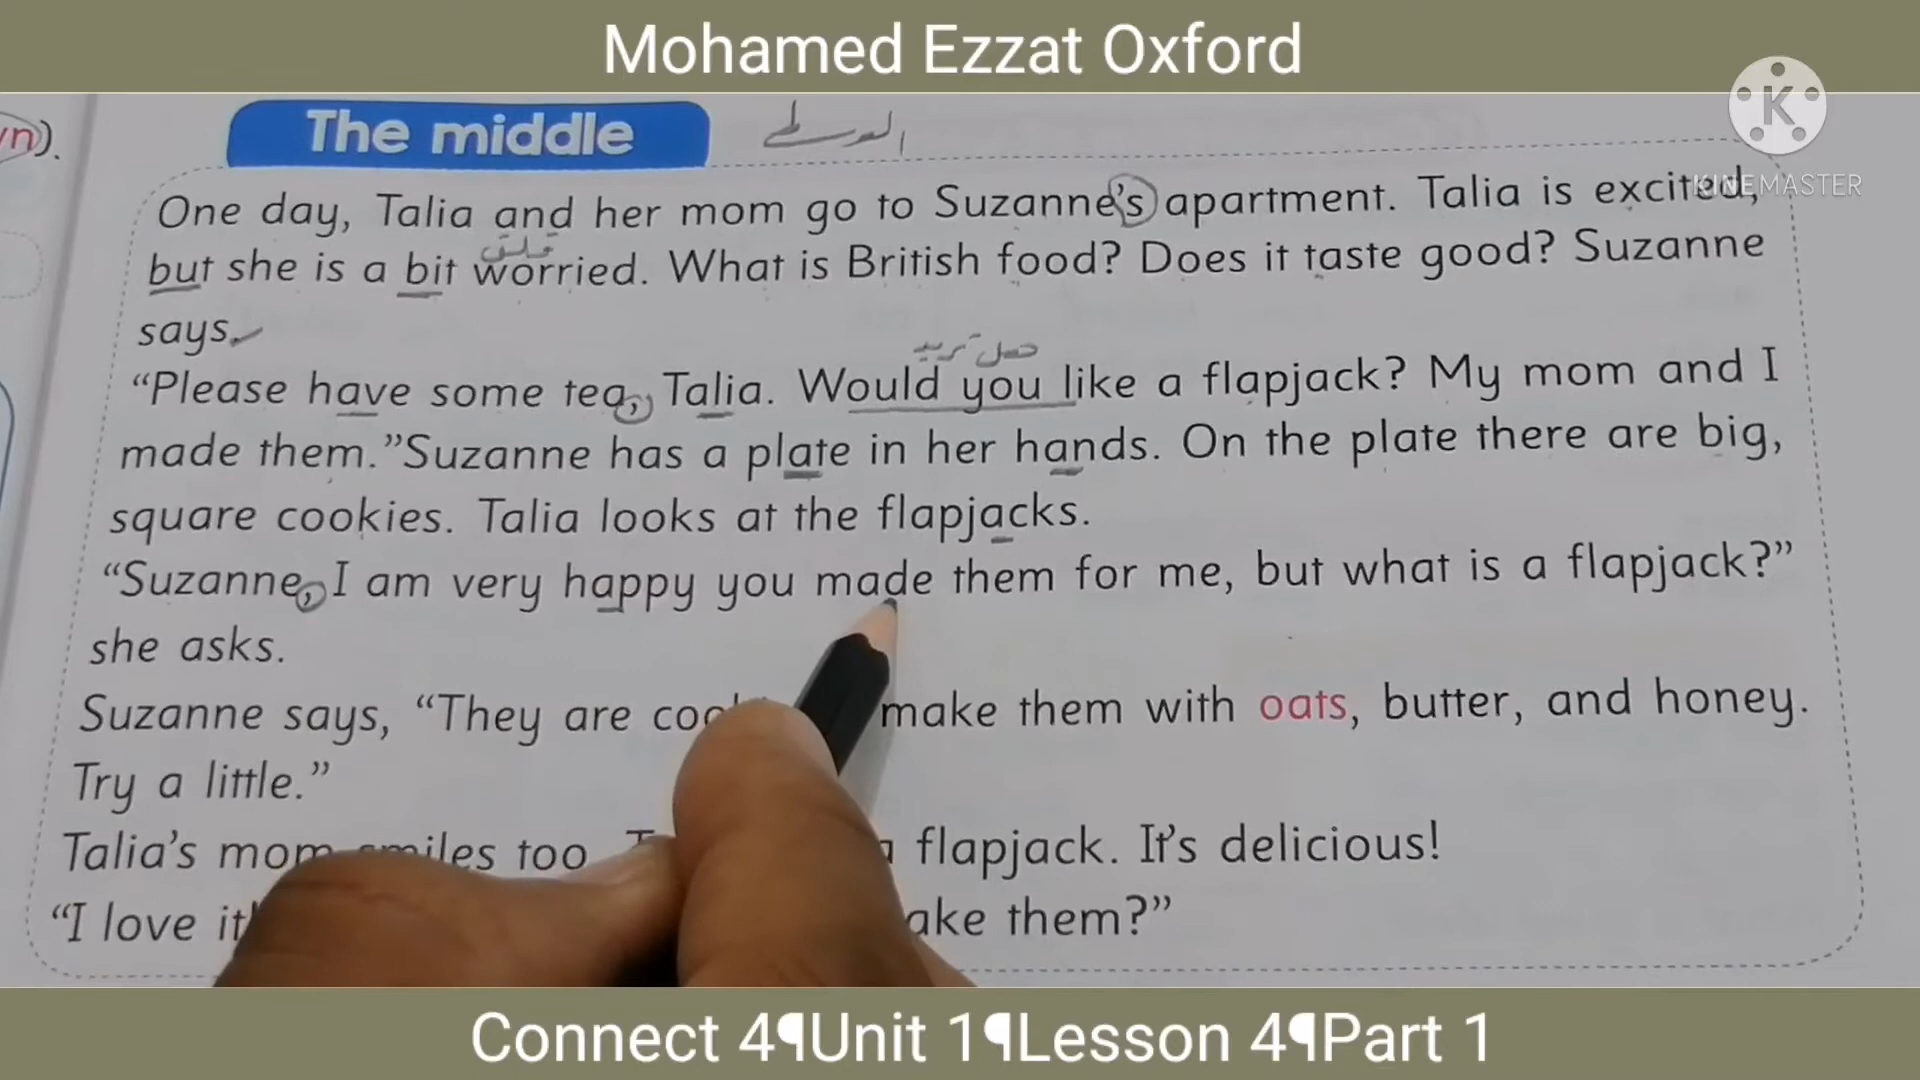 Mohamed Ezzat Oxford
K
KINEMASTER
The middle
الوسط
One day, Talia and her mom go to Suzanne's apartment. Talia is excited,
قلق
but she is a bit worried. What is British food? Does it taste good? Suzanne
says,
هل تريد
“Please have some tea, Talia. Would you like a flapjack? My mom and I
made them.”Suzanne has a plate in her hands. On the plate there are big,
square cookies. Talia looks at the flapjacks.
“Suzanne, I am very happy you made them for me, but what is a flapjack?”
she asks.
Suzanne says, “They are make them with oats, butter, and honey.
Try a little.”
Talia's mom smiles too. flapjack. It's delicious!
“I love it them?”
Connect 4¶Unit 1¶Lesson 4¶Part 1